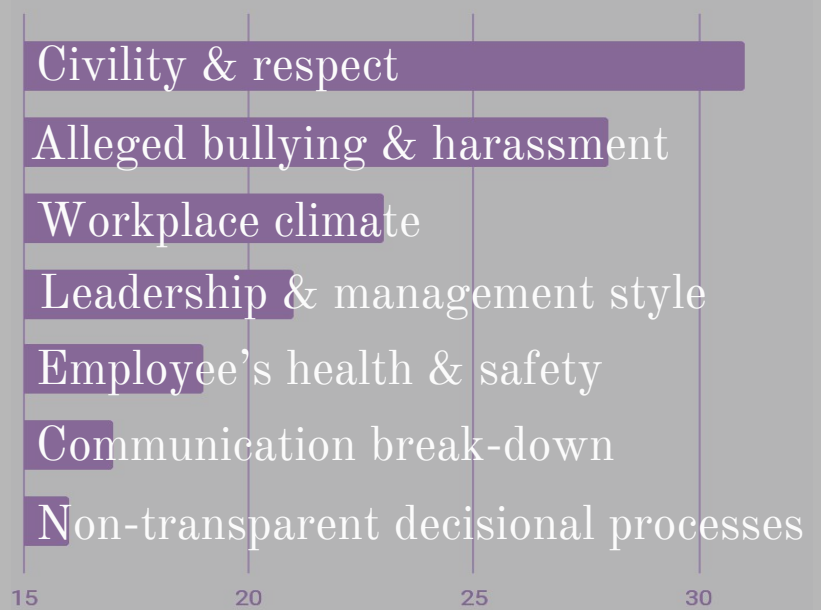 Civility & respect
Alleged bullying & harassment
Workplace climate
Leadership & management style
Employee’s health & safety
Communication break-down
Non-transparent decisional processes
15 20 25 30